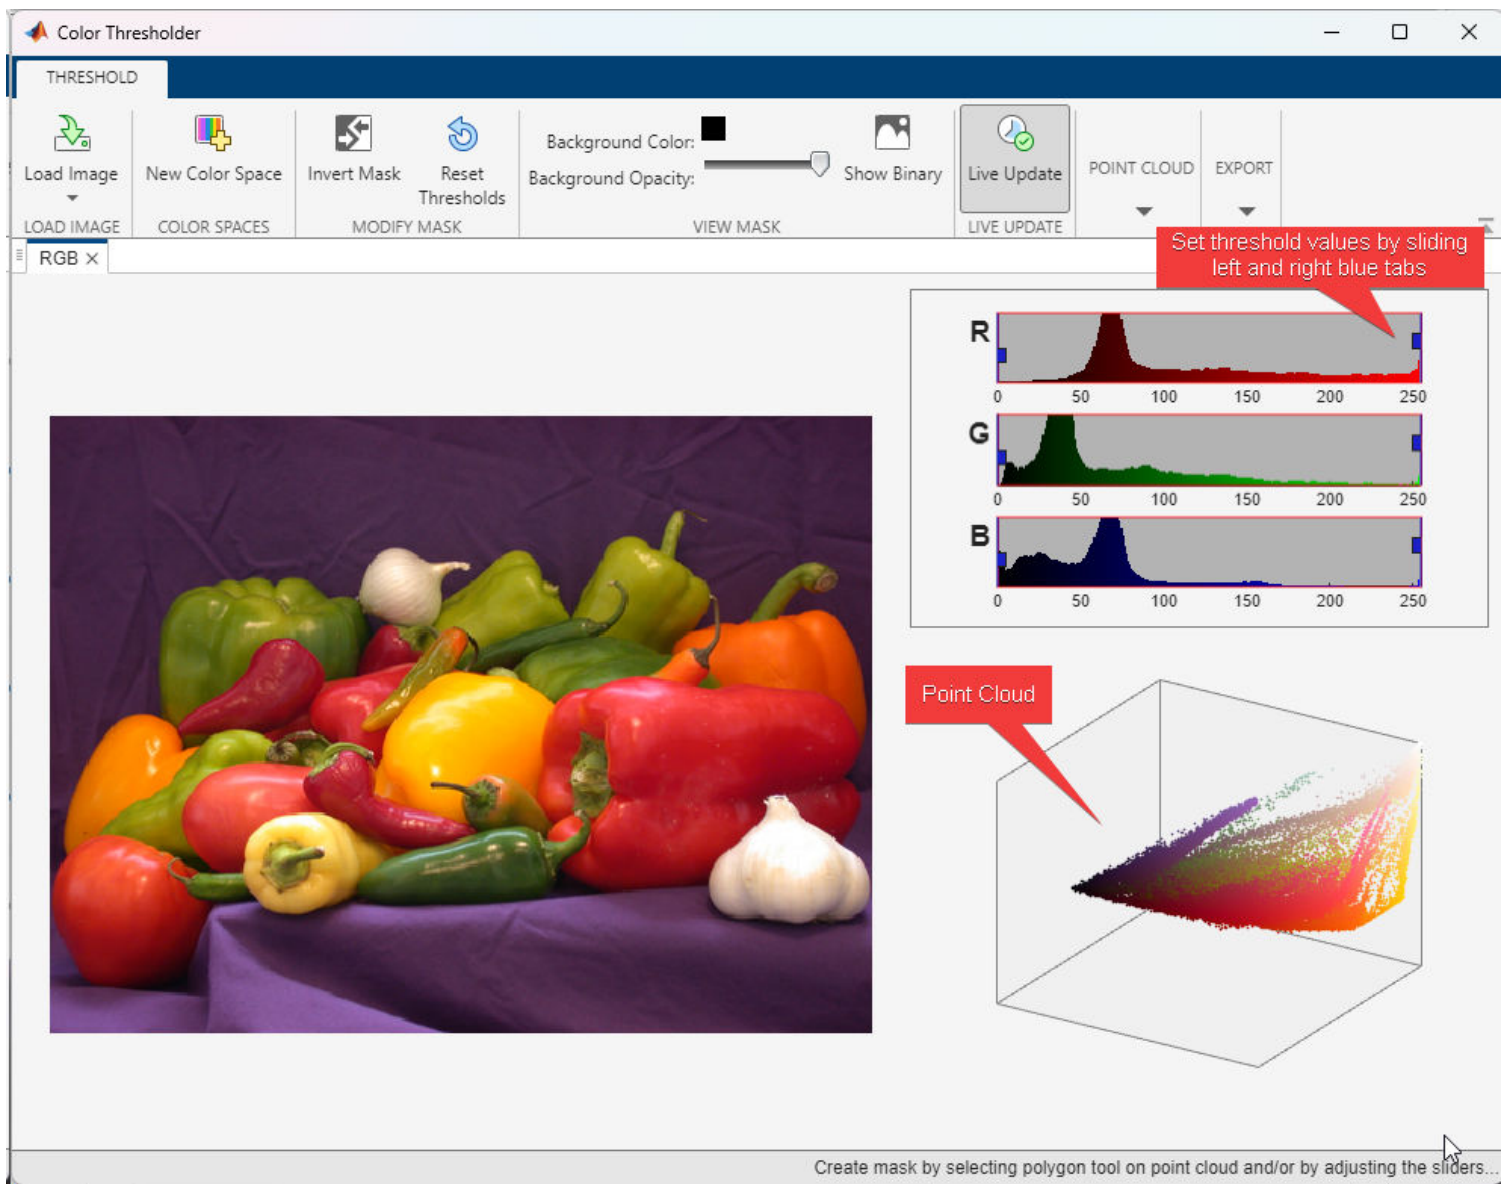 Color Thresholder
THRESHOLD
Load Image
New Color Space
Invert Mask
Reset
Thresholds
Background Color:
Background Opacity:
Show Binary
Live Update
POINT CLOUD
EXPORT
LOAD IMAGE
COLOR SPACES
MODIFY MASK
VIEW MASK
LIVE UPDATE
RGB
Set threshold values by sliding
left and right blue tabs
R
0 50 100 150 200 250
G
0 50 100 150 200 250
B
0 50 100 150 200 250
Point Cloud
Create mask by selecting polygon tool on point cloud and/or by adjusting the sliders...